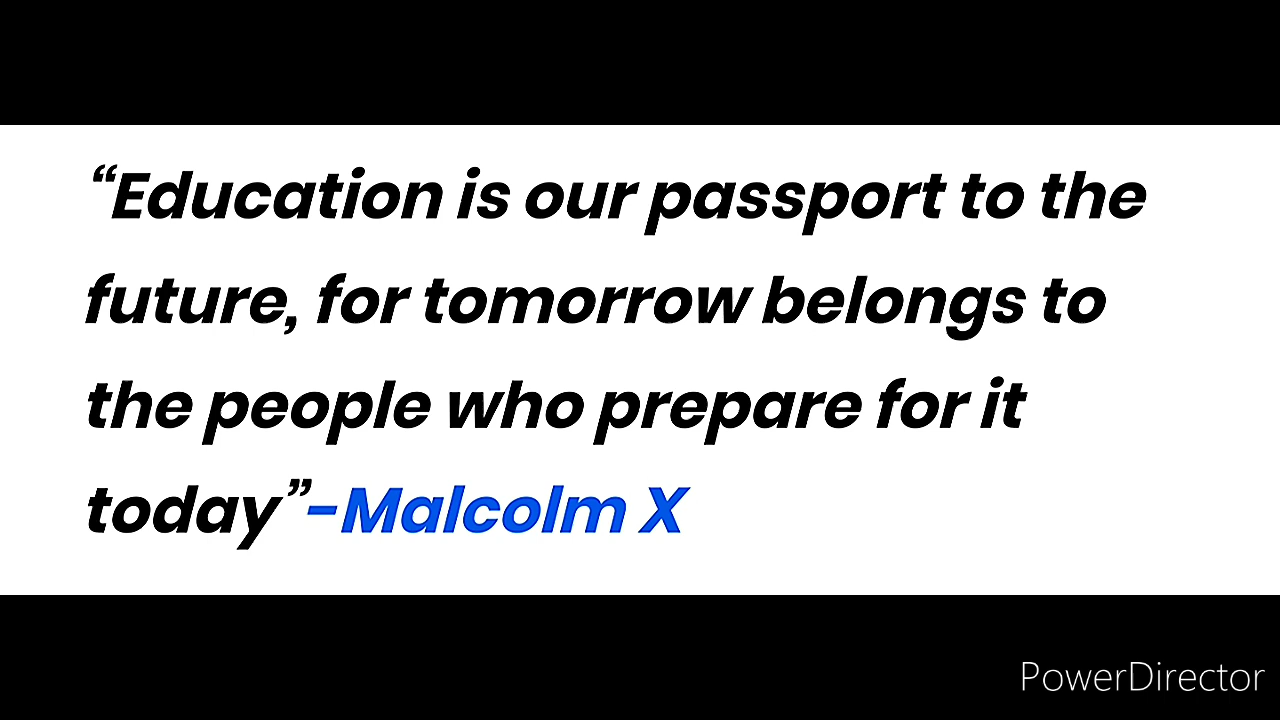 “Education is our passport to the
future, for tomorrow belongs to
the people who prepare for it
today”-Malcolm X
PowerDirector